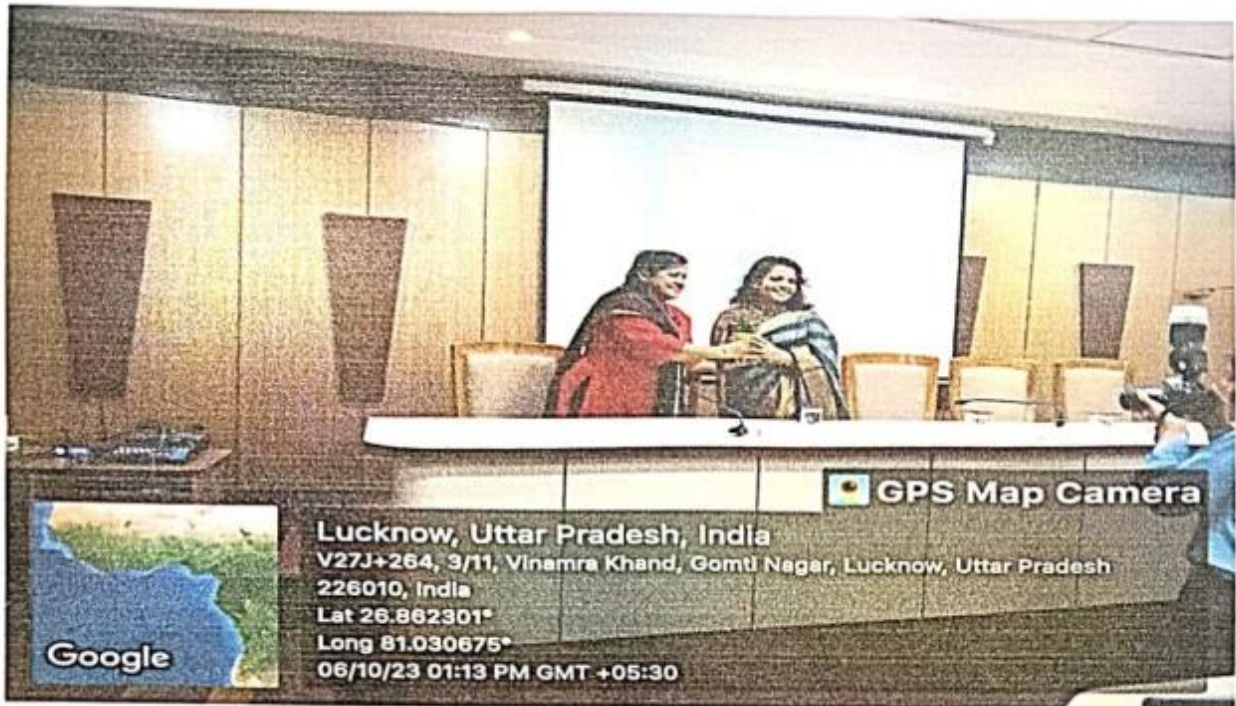 GPS Map Camera
Lucknow, Uttar Pradesh, India
V27J+264, 3/11, Vinamra Khand, Gomti Nagar, Lucknow, Uttar Pradesh
226010, India
Lat 26.862301°
Long 81.030675°
06/10/23 01:13 PM GMT +05:30
Google